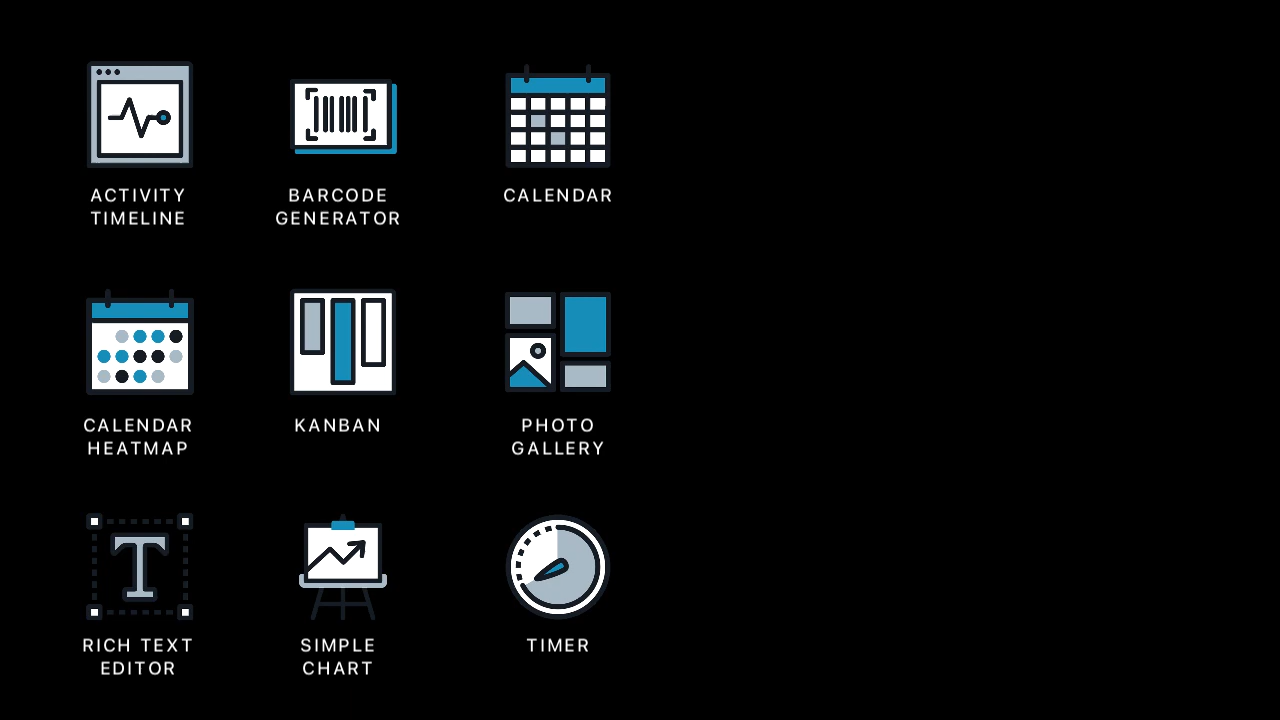 ACTIVITY
TIMELINE
BARCODE
GENERATOR
CALENDAR
CALENDAR
HEATMAP
KANBAN
PHOTO
GALLERY
RICH TEXT
EDITOR
SIMPLE
CHART
TIMER